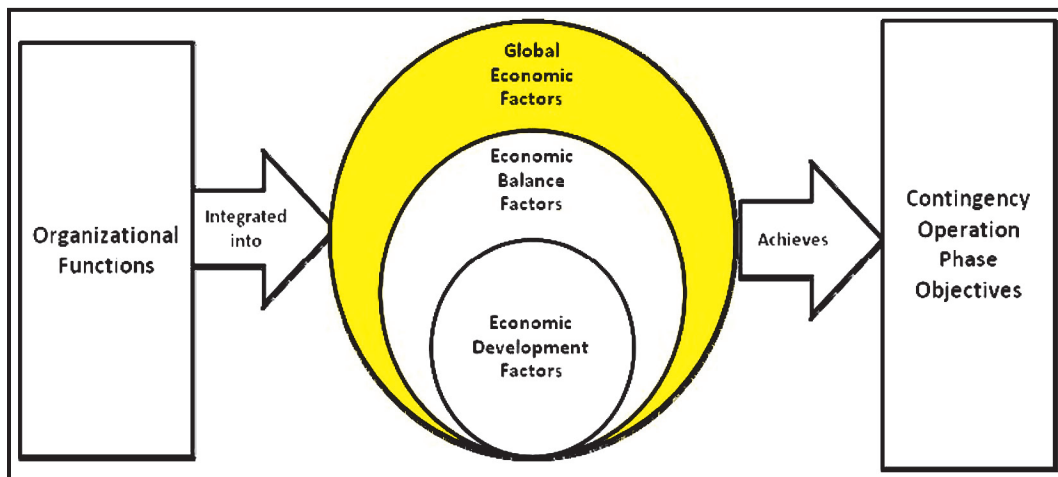 Organizational
Functions
Integrated
into
Global
Economic
Factors
Economic
Balance
Factors
Economic
Development
Factors
Achieves
Contingency
Operation
Phase
Objectives